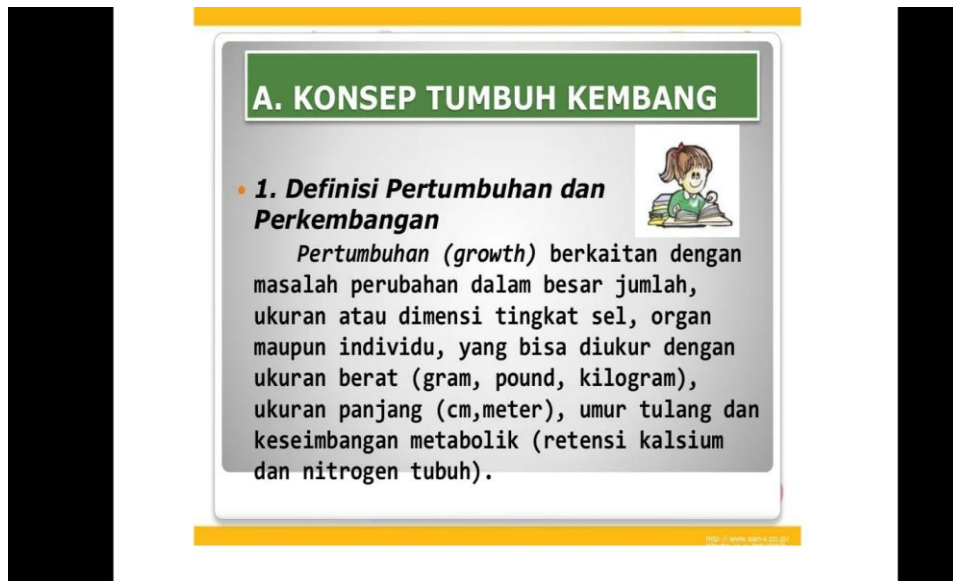 A. KONSEP TUMBUH KEMBANG
• 1. Definisi Pertumbuhan dan
Perkembangan
Pertumbuhan (growth) berkaitan dengan
masalah perubahan dalam besar jumlah,
ukuran atau dimensi tingkat sel, organ
maupun individu, yang bisa diukur dengan
ukuran berat (gram, pound, kilogram),
ukuran panjang (cm,meter), umur tulang dan
keseimbangan metabolik (retensi kalsium
dan nitrogen tubuh).